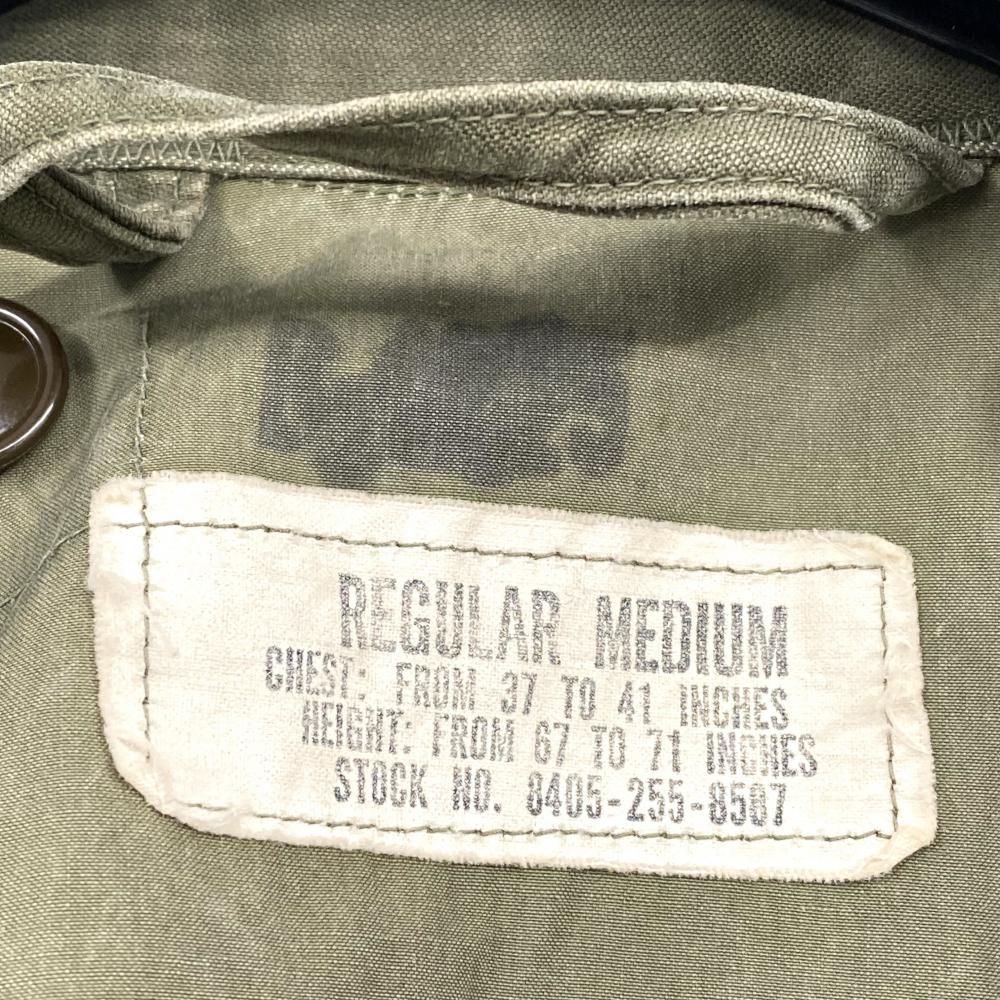 REGULAR MEDIUM
CHEST: FROM 37 TO 41 INCHES
HEIGHT: FROM 67 TO 71 INCHES
STOCK NO. 8405-255-8587